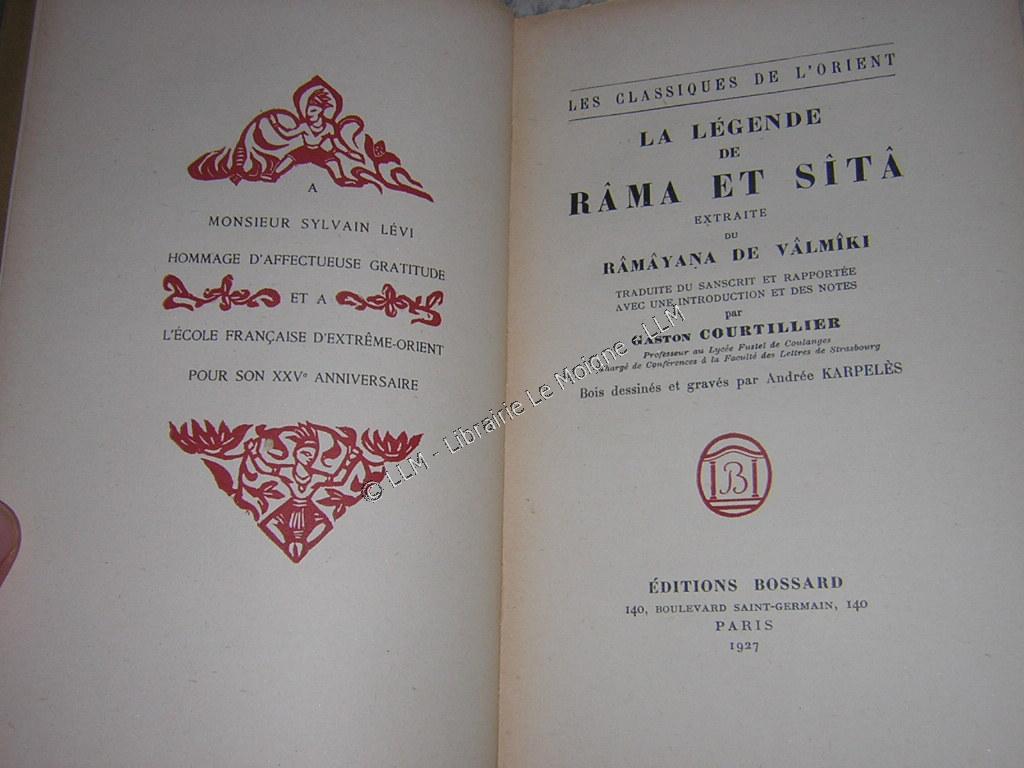 A
MONSIEUR SYLVAIN LÉVI
HOMMAGE D'AFFECTUEUSE GRATITUDE
ET A
L'ÉCOLE FRANÇAISE D'EXTRÊME-ORIENT
POUR SON XXVe ANNIVERSAIRE
LES CLASSIQUES DE L'ORIENT
LA LÉGENDE
DE
RÂMA ET SÎTÂ
EXTRAITE
DU
RÂMÂYAṆA DE VÂLMÎKI
TRADUITE DU SANSCRIT ET RAPPORTÉE
AVEC UNE INTRODUCTION ET DES NOTES
par
GASTON COURTILLIER
Professeur au Lycée Fustel de Coulanges
Chargé de Conférences à la Faculté des Lettres de Strasbourg
Bois dessinés et gravés par Andrée KARPELÈS
B
ÉDITIONS BOSSARD
140, BOULEVARD SAINT-GERMAIN, 140
PARIS
1927
© LLM - Librairie Le Moigne - LLM